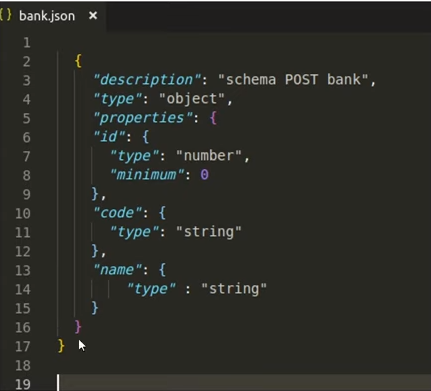 {} bank.json ×
1
2 {
3 "description": "schema POST bank",
4 "type": "object",
5 "properties": {
6 "id": {
7 "type": "number",
8 "minimum": 0
9 },
10 "code": {
11 "type": "string"
12 },
13 "name": {
14 "type" : "string"
15 }
16 }
17 }
18
19